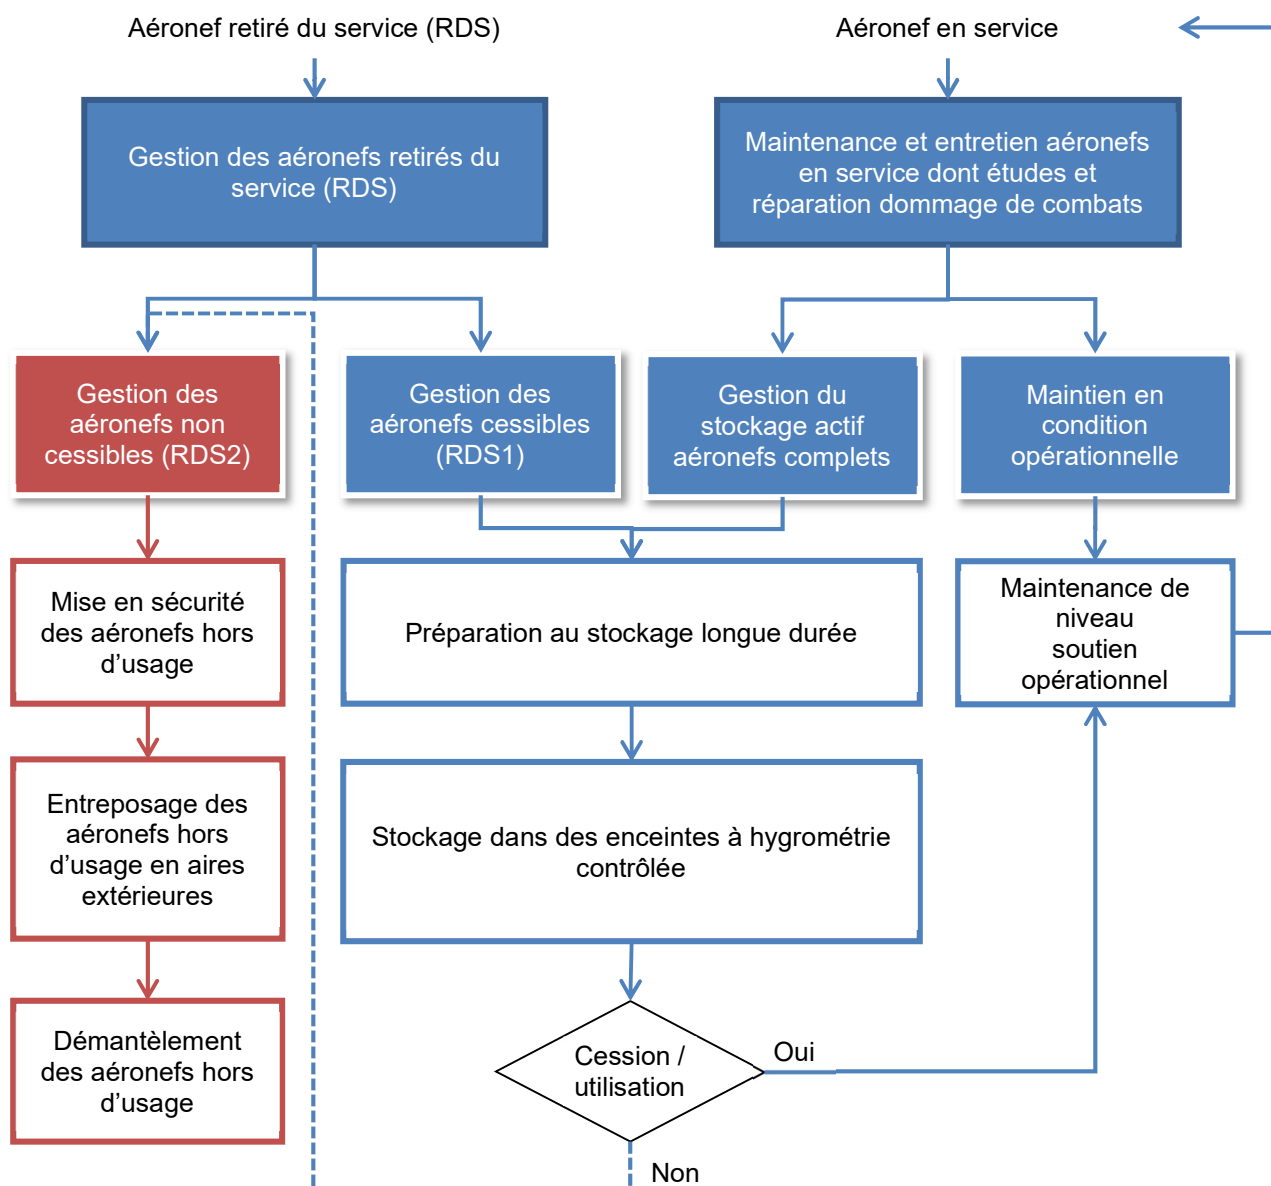 Aéronef retiré du service (RDS)
Aéronef en service
Gestion des aéronefs retirés du
service (RDS)
Maintenance et entretien aéronefs
en service dont études et
réparation dommage de combats
Gestion des
aéronefs non
cessibles (RDS2)
Gestion des
aéronefs cessibles
(RDS1)
Gestion du
stockage actif
aéronefs complets
Maintien en
condition
opérationnelle
Mise en sécurité
des aéronefs hors
d’usage
Préparation au stockage longue durée
Maintenance de
niveau
soutien
opérationnel
Entreposage des
aéronefs hors
d’usage en aires
extérieures
Stockage dans des enceintes à hygrométrie
contrôlée
Démantèlement
des aéronefs hors
d’usage
Cession /
utilisation
Oui
Non